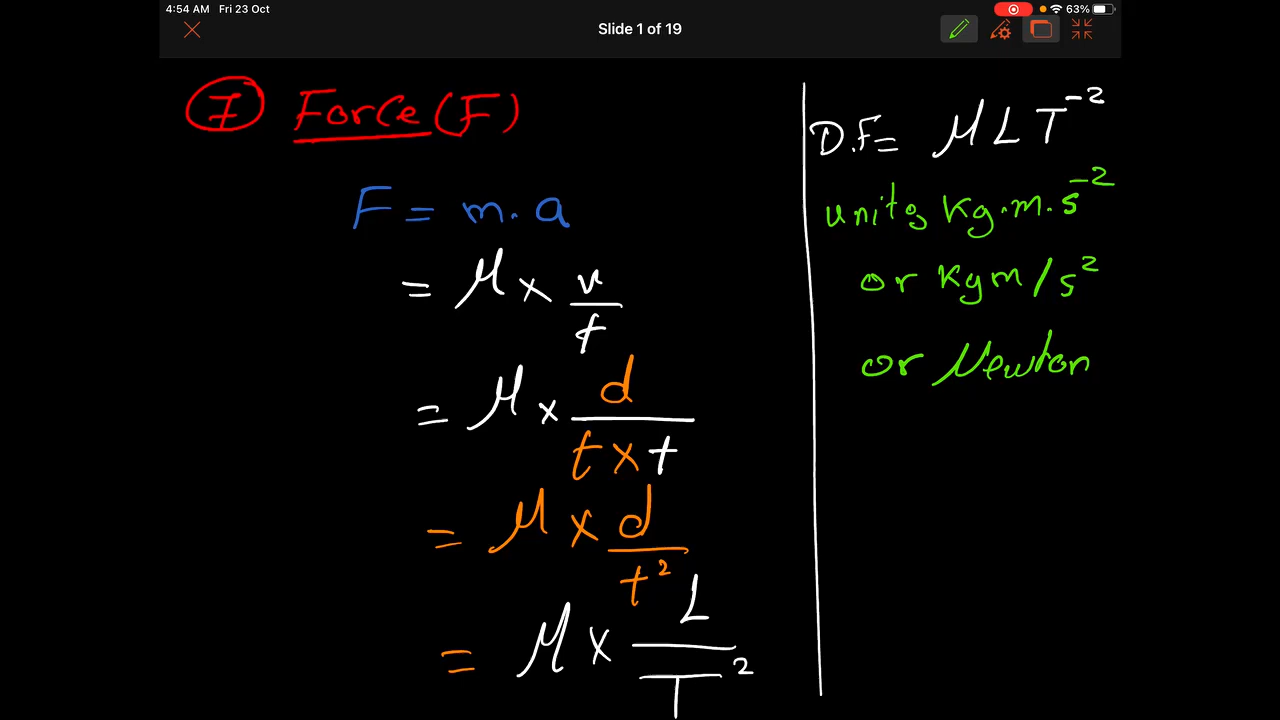 4:54 AM Fri 23 Oct
63%
Slide 1 of 19
7 Force (F)
F = m.a
= M x v/t
= M x d/(t x t)
= M x d/t²
= M x L/T²
D.F = M L T⁻²
units kg.m.s⁻²
or kgm/s²
or Newton